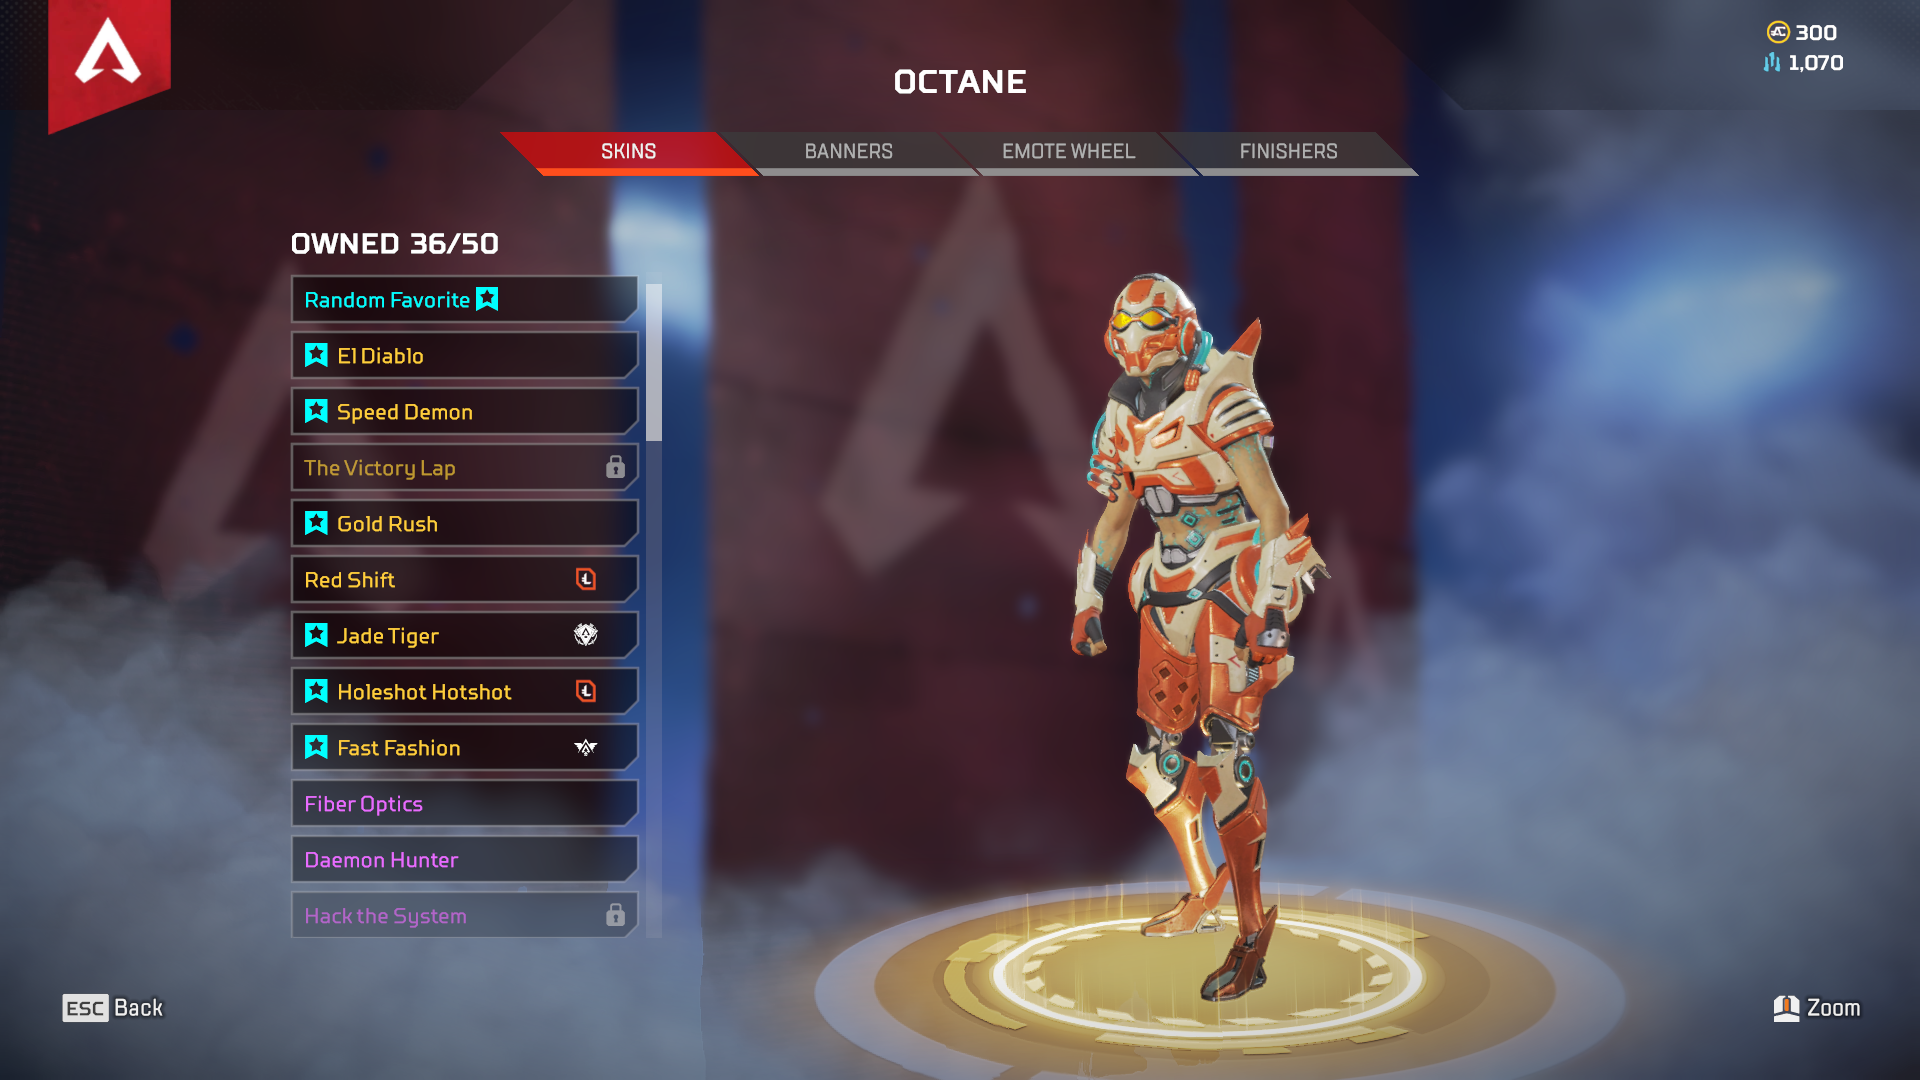 300
1,070
OCTANE
SKINS
BANNERS
EMOTE WHEEL
FINISHERS
OWNED 36/50
Random Favorite
El Diablo
Speed Demon
The Victory Lap
Gold Rush
Red Shift
Jade Tiger
Holeshot Hotshot
Fast Fashion
Fiber Optics
Daemon Hunter
Hack the System
ESC Back
Zoom